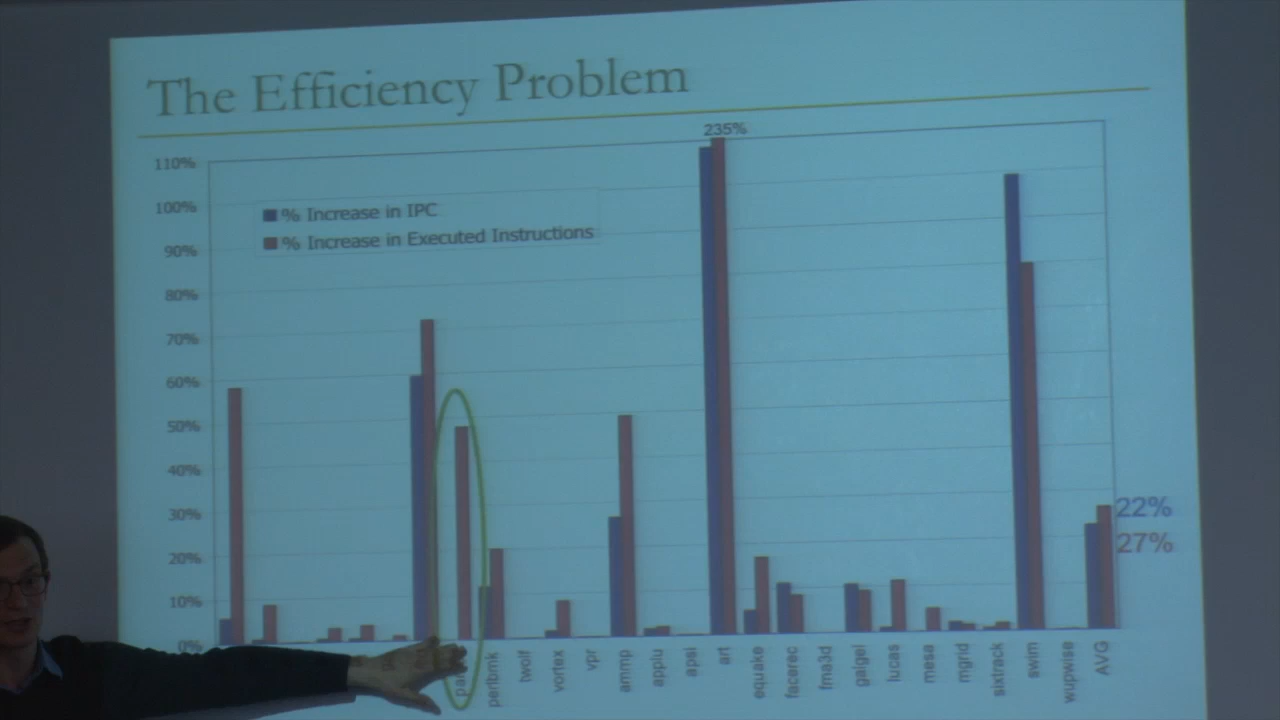 The Efficiency Problem
235%
110%
100%
90%
80%
70%
60%
50%
40%
30%
20%
10%
0%
% Increase in IPC
% Increase in Executed Instructions
22%
27%
perlbmk
twolf
vortex
vpr
ammp
applu
apsi
art
equake
facerec
fma3d
galgel
lucas
mesa
mgrid
sixtrack
swim
wupwise
AVG